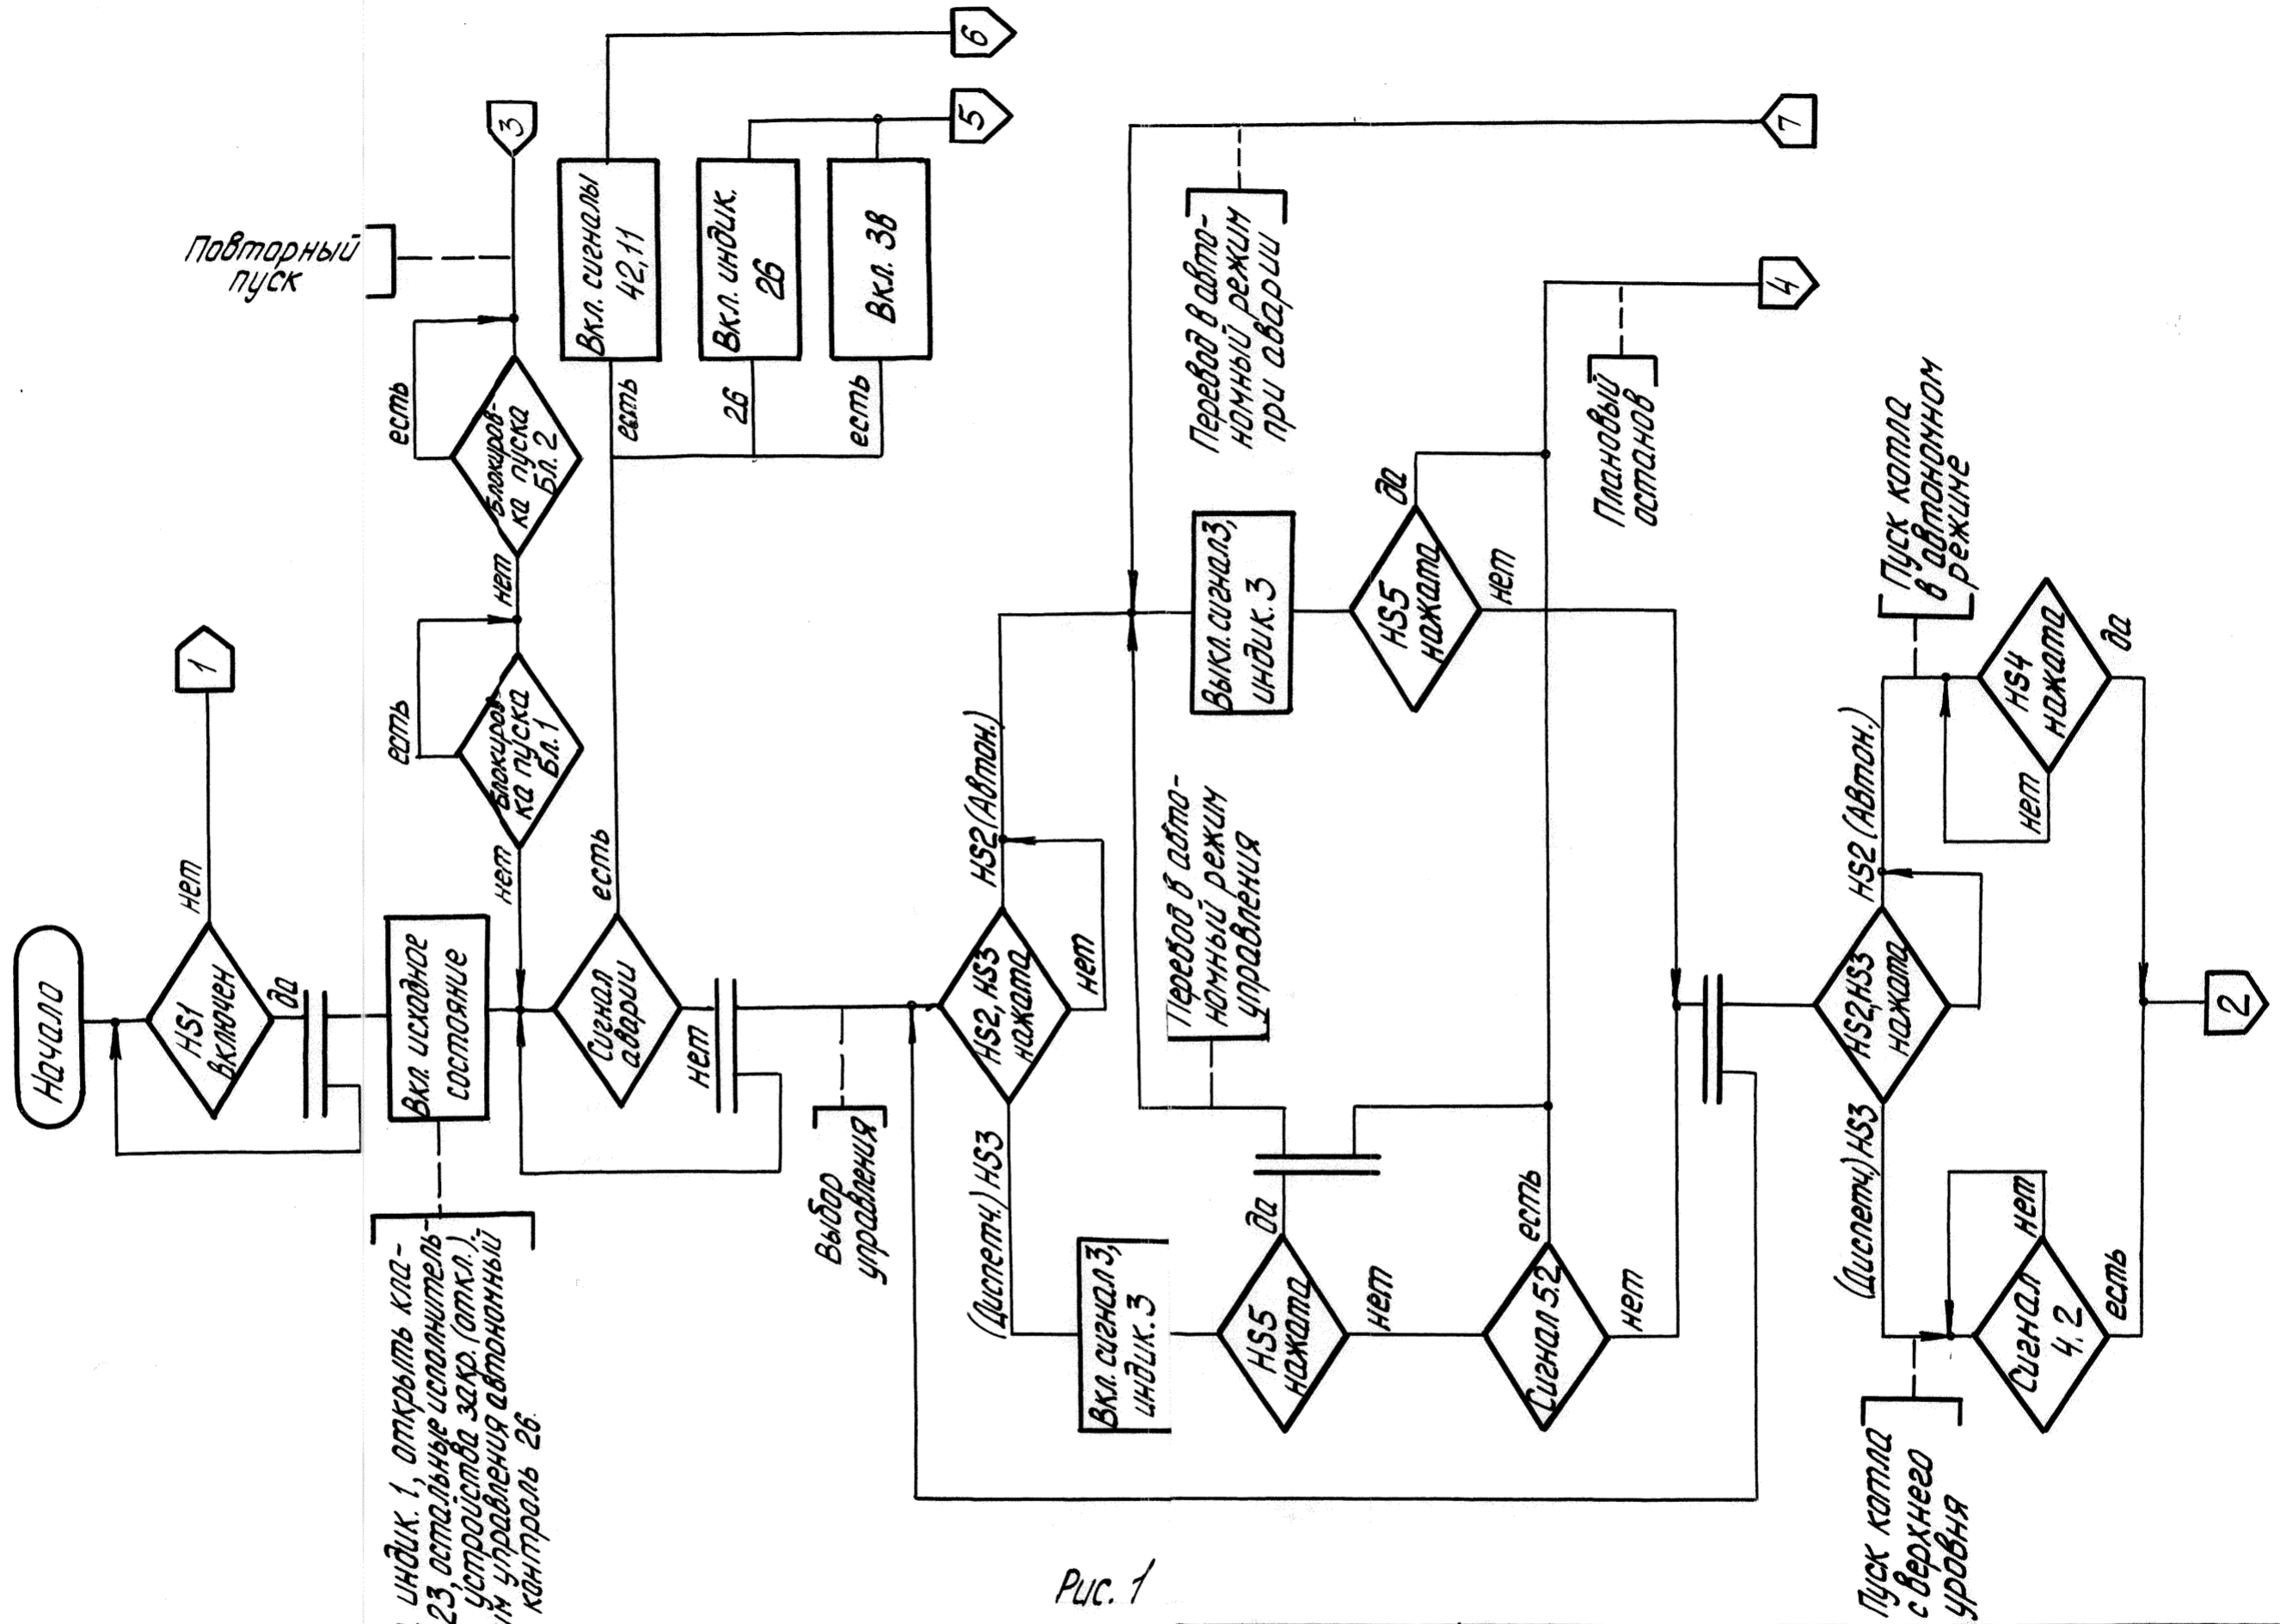 Начало
HS1
включен
нет
да
1
Вкл. исходное
состояние
индик. 1, открыть кла-
23, остальные исполнитель-
устройства закр. (откл.);
управления автономный
контроль 26.
Повторный
пуск
3
Блокиров-
ка пуска
Бл. 2
есть
нет
Блокиров-
ка пуска
Бл. 1
есть
нет
Сигнал
аварии
есть
нет
Вкл. сигналы
42,11
есть
6
Вкл. индик.
26
26
5
Вкл. ЗВ
есть
Выбор
управления
HS2, HS3
нажата
нет
(Диспетч.) HS3
HS2 (Автон.)
Вкл. сигнал 3,
индик. 3
HS5
нажата
да
нет
Сигнал 5.2
есть
нет
Перевод в авто-
номный режим
управления
Перевод в авто-
номный режим
при аварии
7
Выкл. сигнал 3,
индик. 3
HS5
нажата
да
нет
Плановый
останов
4
HS2, HS3
нажата
(Диспетч.) HS3
HS2 (Автон.)
Пуск котла
с верхнего
уровня
Сигнал
4.2
нет
есть
Пуск котла
в автономном
режиме
HS4
нажата
нет
да
2
Рис. 1